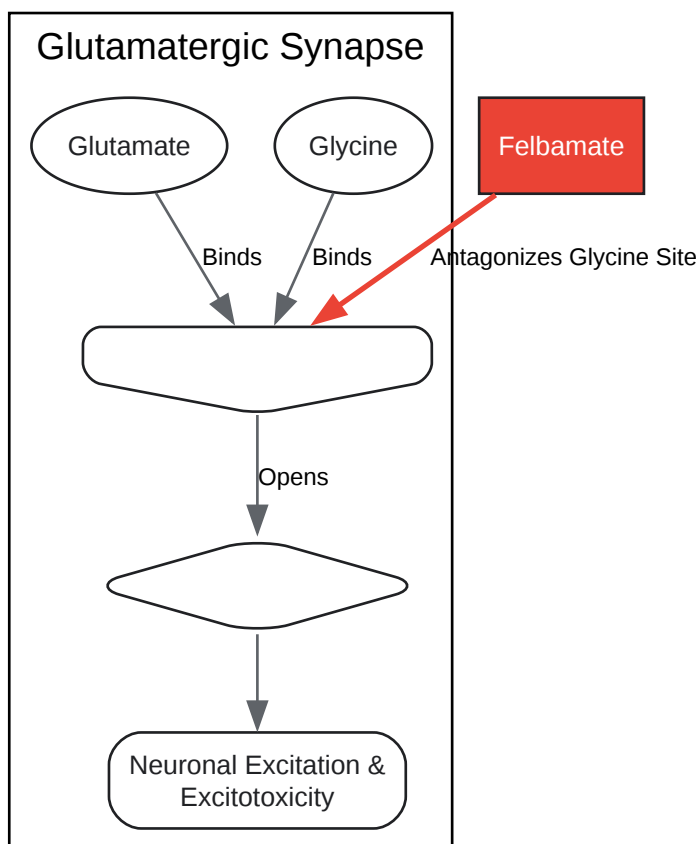 Glutamatergic Synapse
Glutamate
Glycine
Felbamate
Binds
Binds
Antagonizes Glycine Site
Opens
Neuronal Excitation &
Excitotoxicity